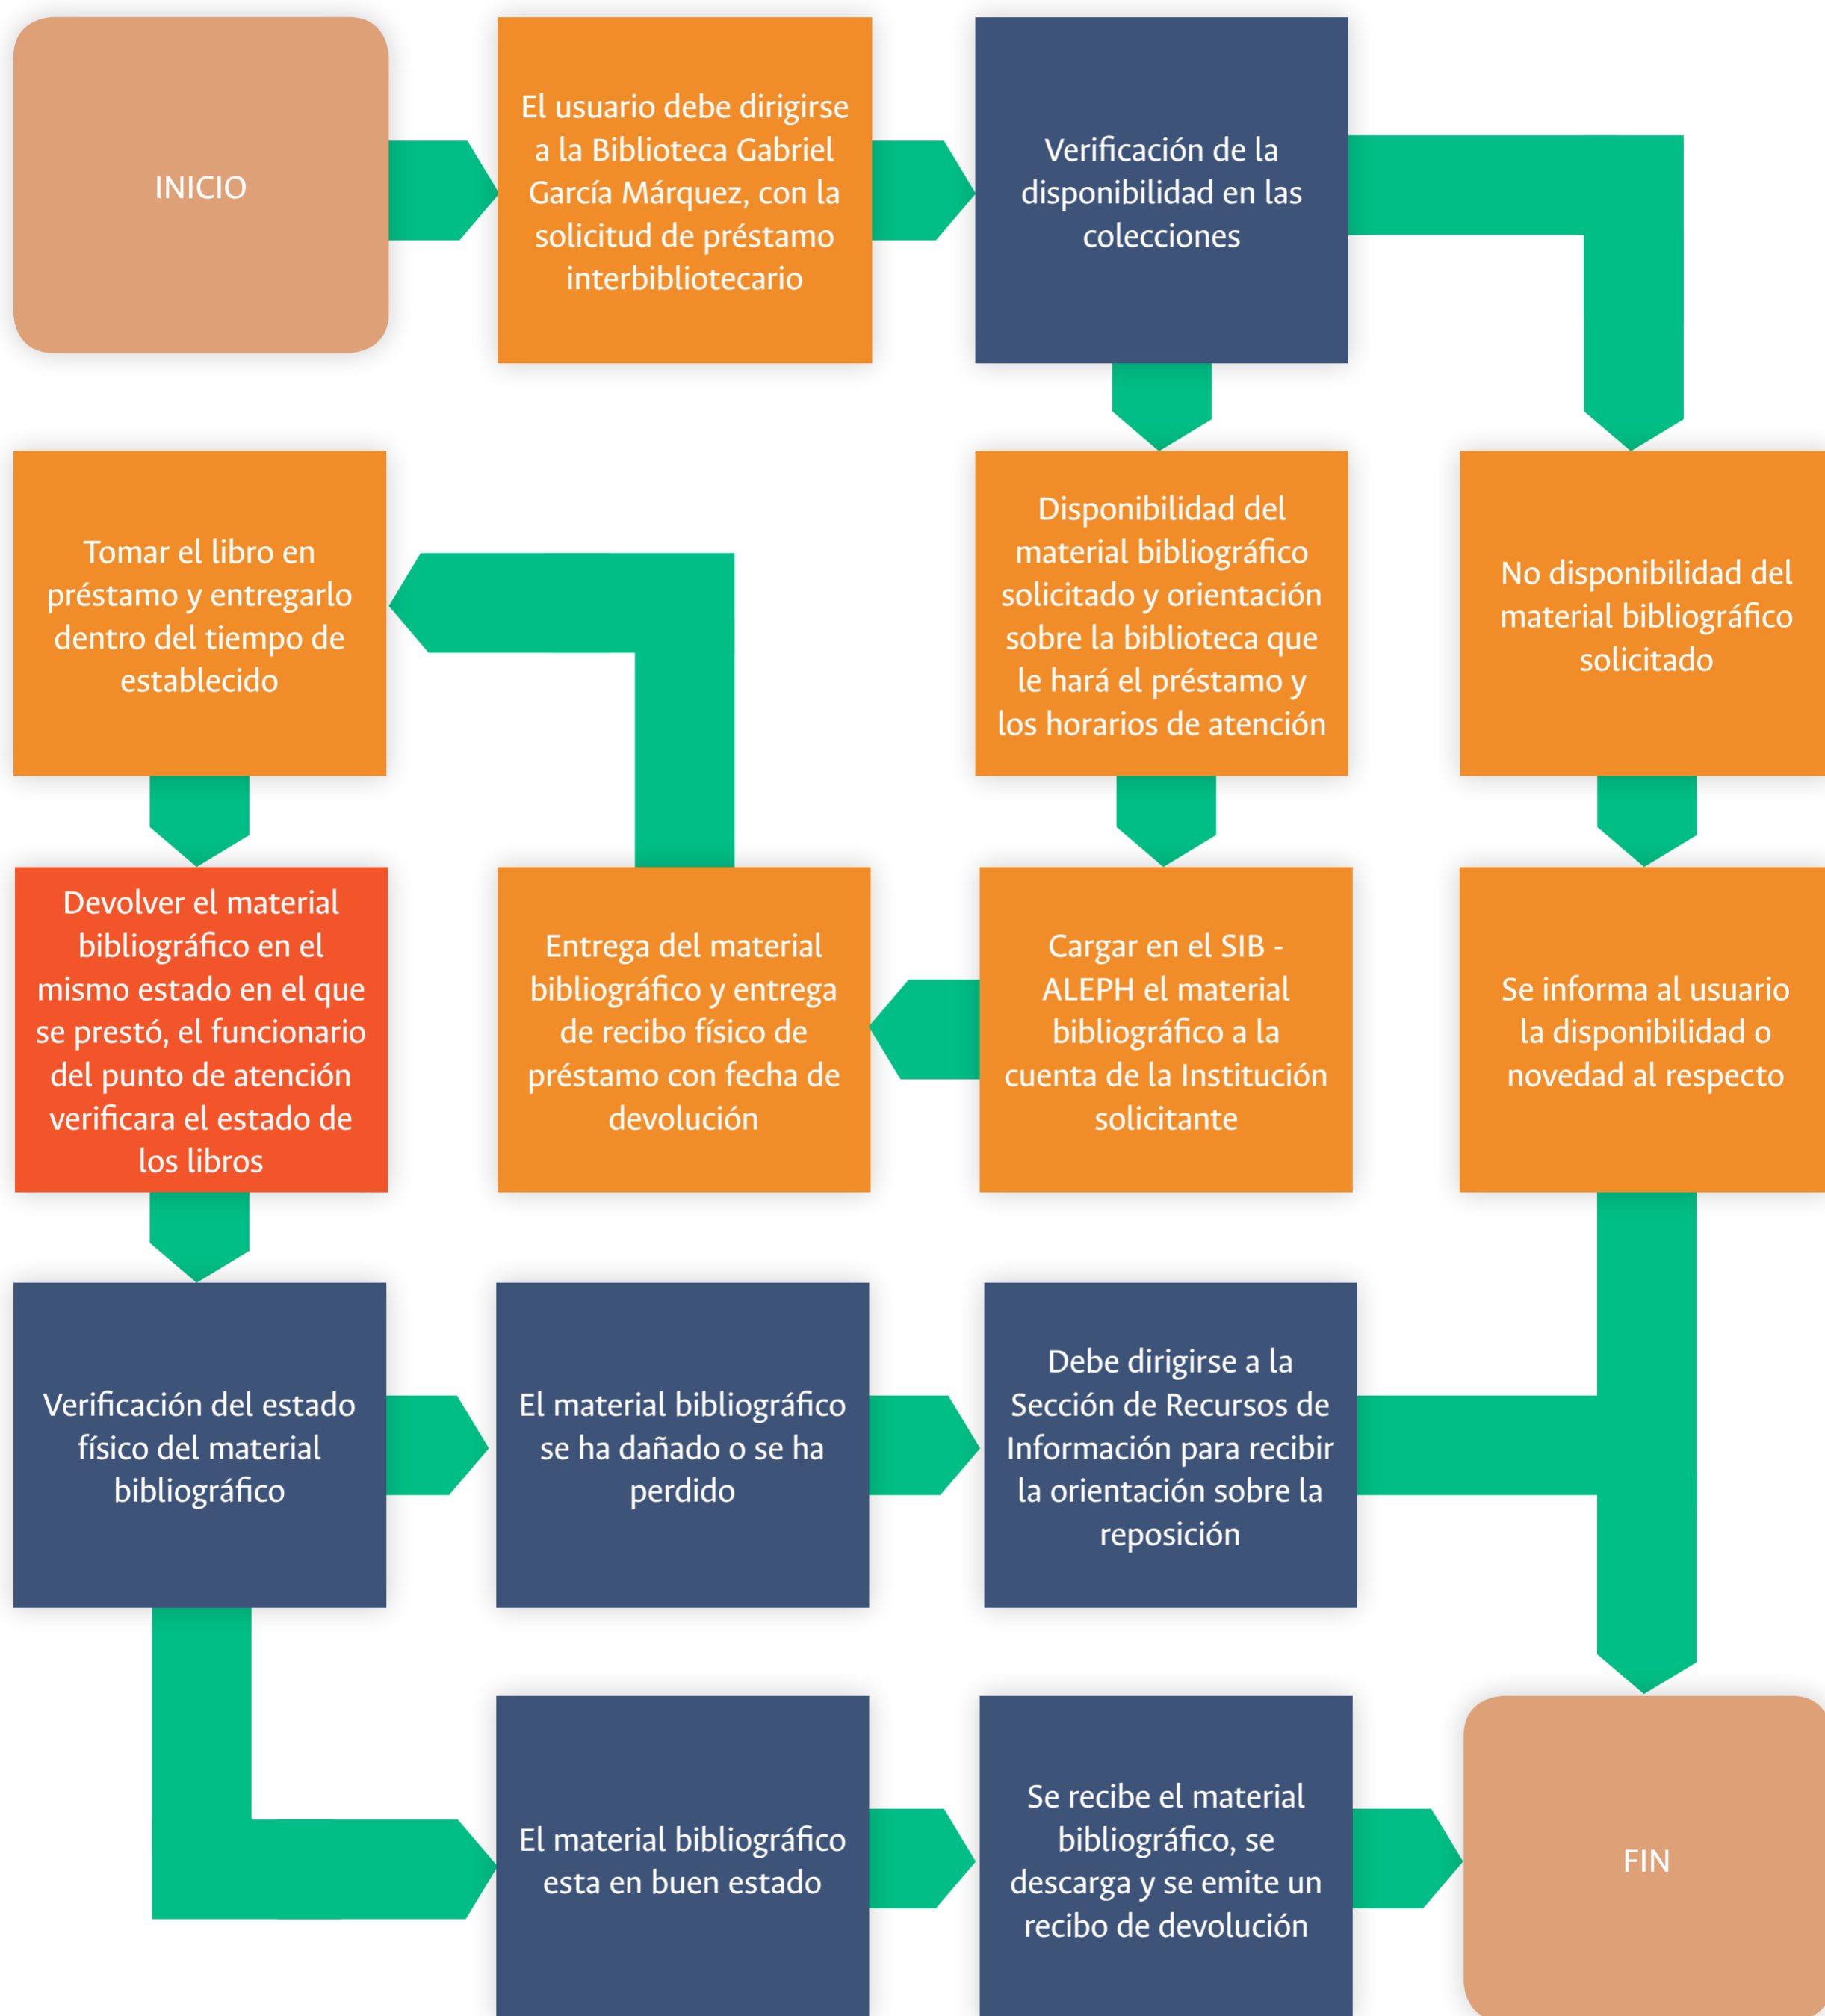 INICIO
El usuario debe dirigirse
a la Biblioteca Gabriel
García Márquez, con la
solicitud de préstamo
interbibliotecario
Verificación de la
disponibilidad en las
colecciones
Tomar el libro en
préstamo y entregarlo
dentro del tiempo de
establecido
Disponibilidad del
material bibliográfico
solicitado y orientación
sobre la biblioteca que
le hará el préstamo y
los horarios de atención
No disponibilidad del
material bibliográfico
solicitado
Devolver el material
bibliográfico en el
mismo estado en el que
se prestó, el funcionario
del punto de atención
verificara el estado de
los libros
Entrega del material
bibliográfico y entrega
de recibo físico de
préstamo con fecha de
devolución
Cargar en el SIB -
ALEPH el material
bibliográfico a la
cuenta de la Institución
solicitante
Se informa al usuario
la disponibilidad o
novedad al respecto
Verificación del estado
físico del material
bibliográfico
El material bibliográfico
se ha dañado o se ha
perdido
Debe dirigirse a la
Sección de Recursos de
Información para recibir
la orientación sobre la
reposición
El material bibliográfico
esta en buen estado
Se recibe el material
bibliográfico, se
descarga y se emite un
recibo de devolución
FIN